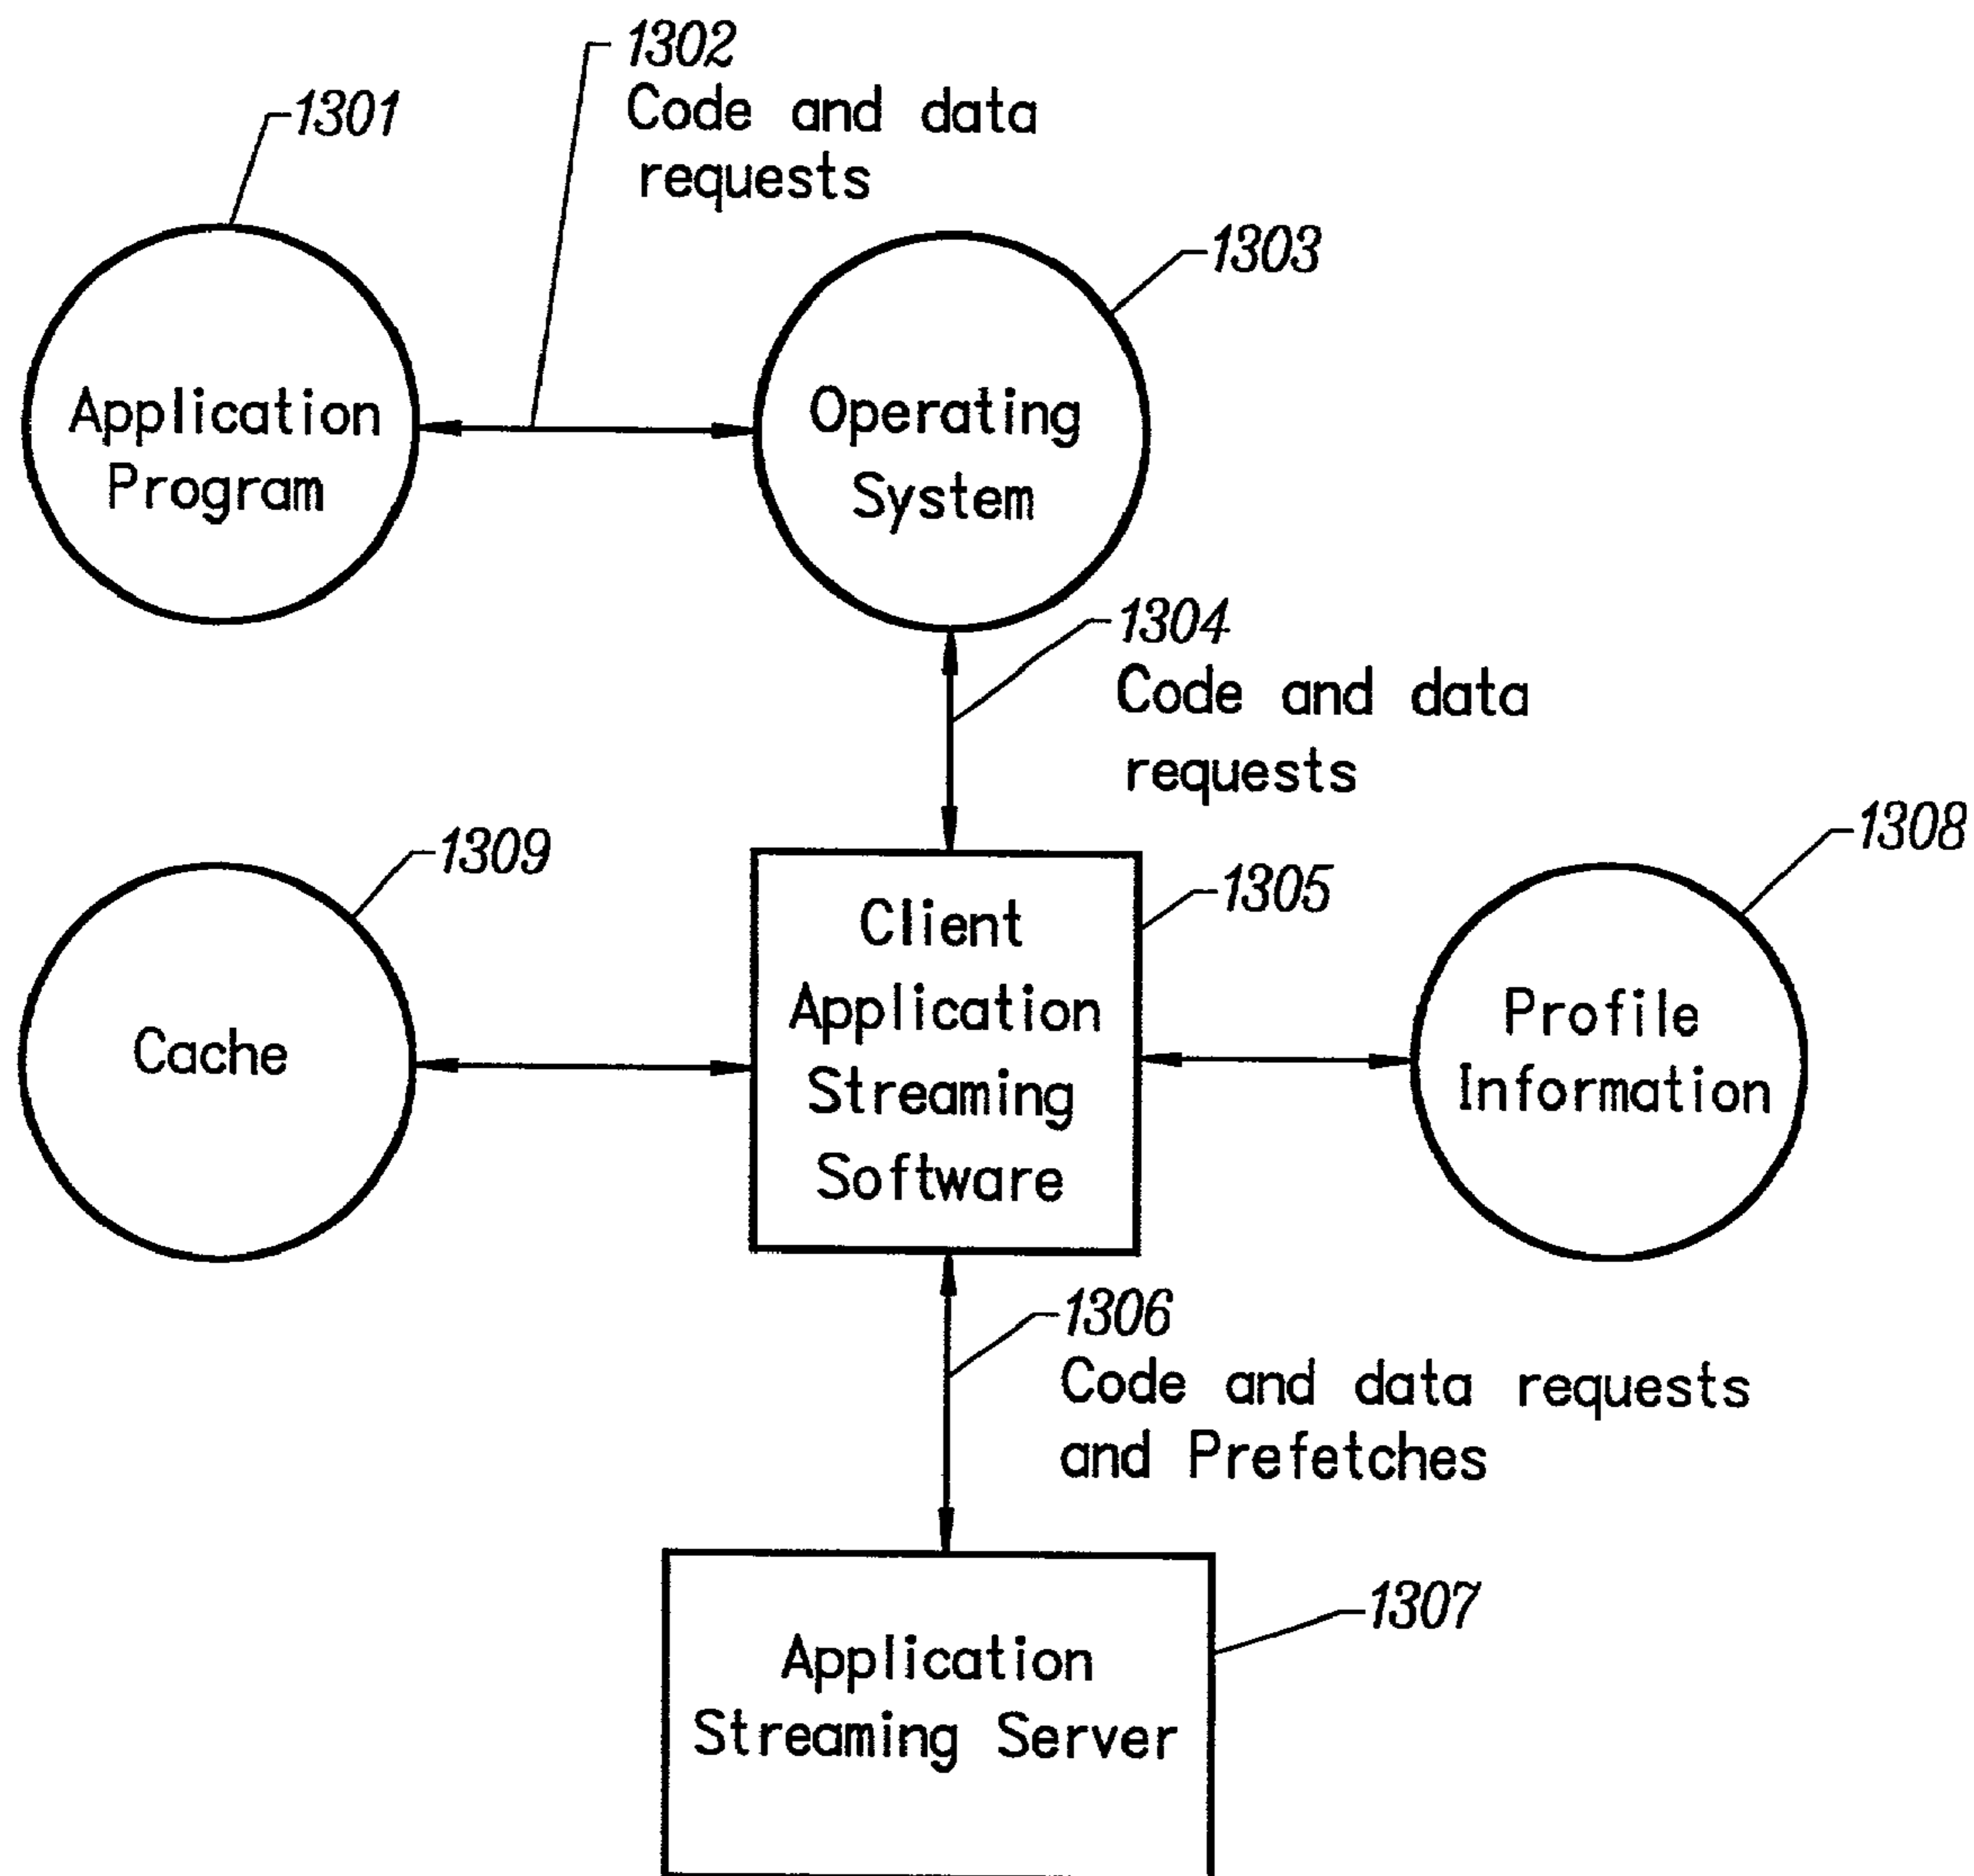 1302
Code and data
requests
1301
1303
Application
Program
Operating
System
1304
Code and data
requests
1309
1308
1305
Client
Application
Streaming
Software
Cache
Profile
Information
1306
Code and data requests
and Prefetches
1307
Application
Streaming Server